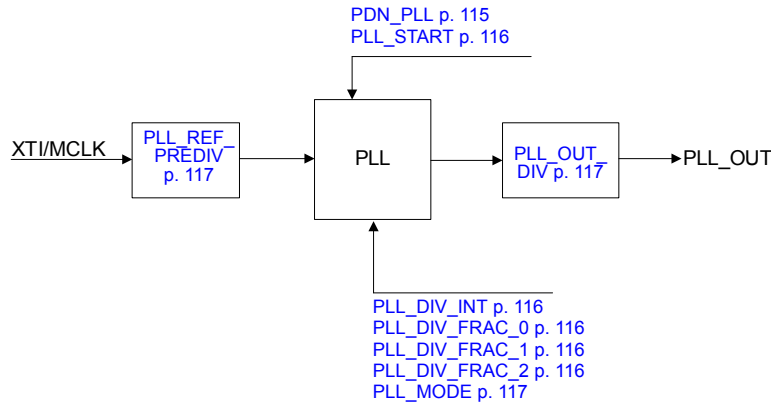 PDN_PLL p. 115
PLL_START p. 116
XTI/MCLK
PLL_REF_
PREDIV
p. 117
PLL
PLL_OUT_
DIV p. 117
PLL_OUT
PLL_DIV_INT p. 116
PLL_DIV_FRAC_0 p. 116
PLL_DIV_FRAC_1 p. 116
PLL_DIV_FRAC_2 p. 116
PLL_MODE p. 117